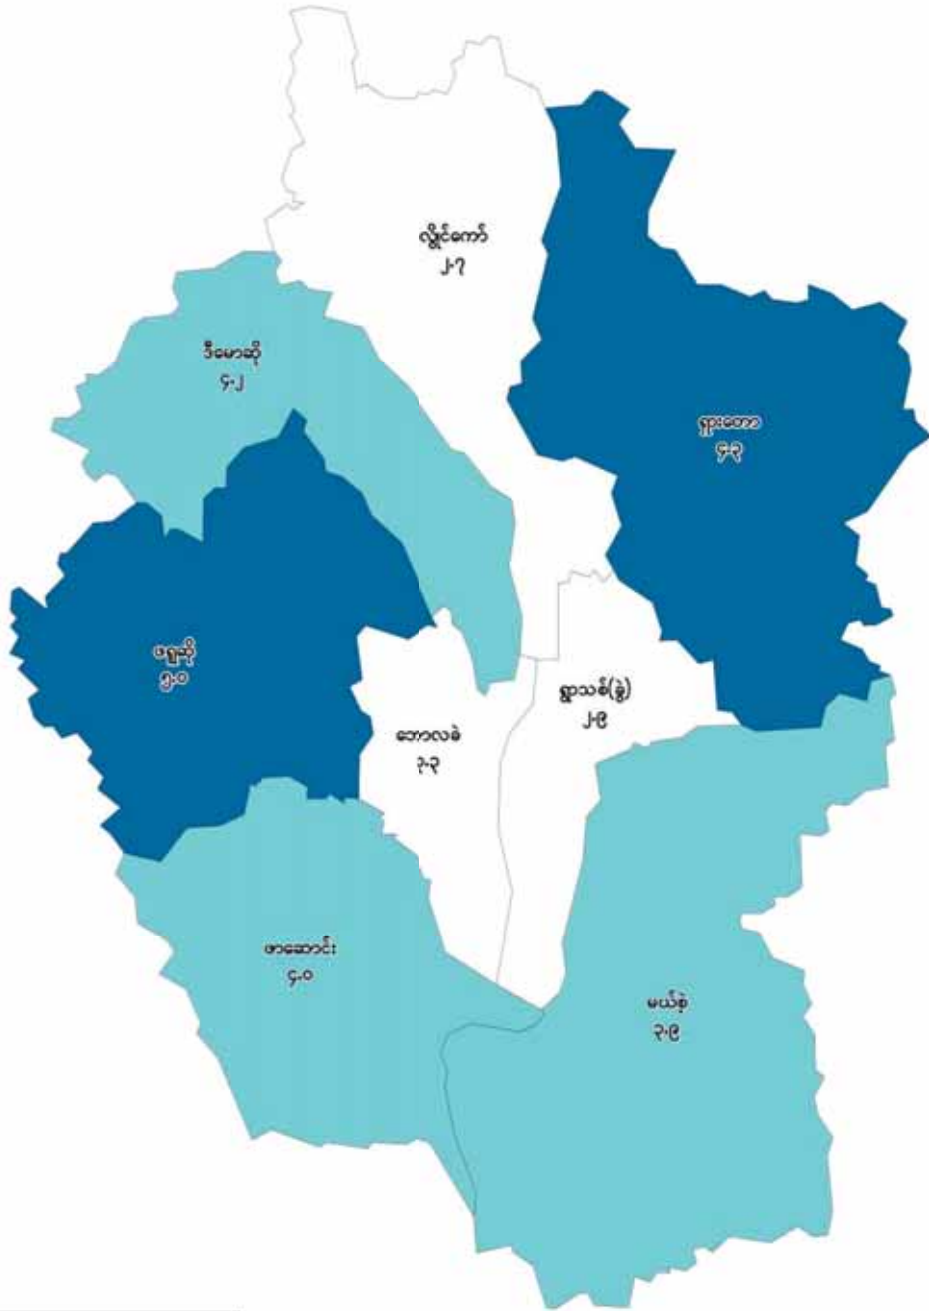 လွိုင်ကော်
၂.၇
ဒီမောဆို
၄.၂
ရှားတော
၄.၃
ဖရူဆို
၅.၀
ရွာသစ်(ခွဲ)
၂.၉
ဘောလခဲ
၃.၃
ဖာဆောင်း
၄.၀
မယ်စဲ့
၃.၉